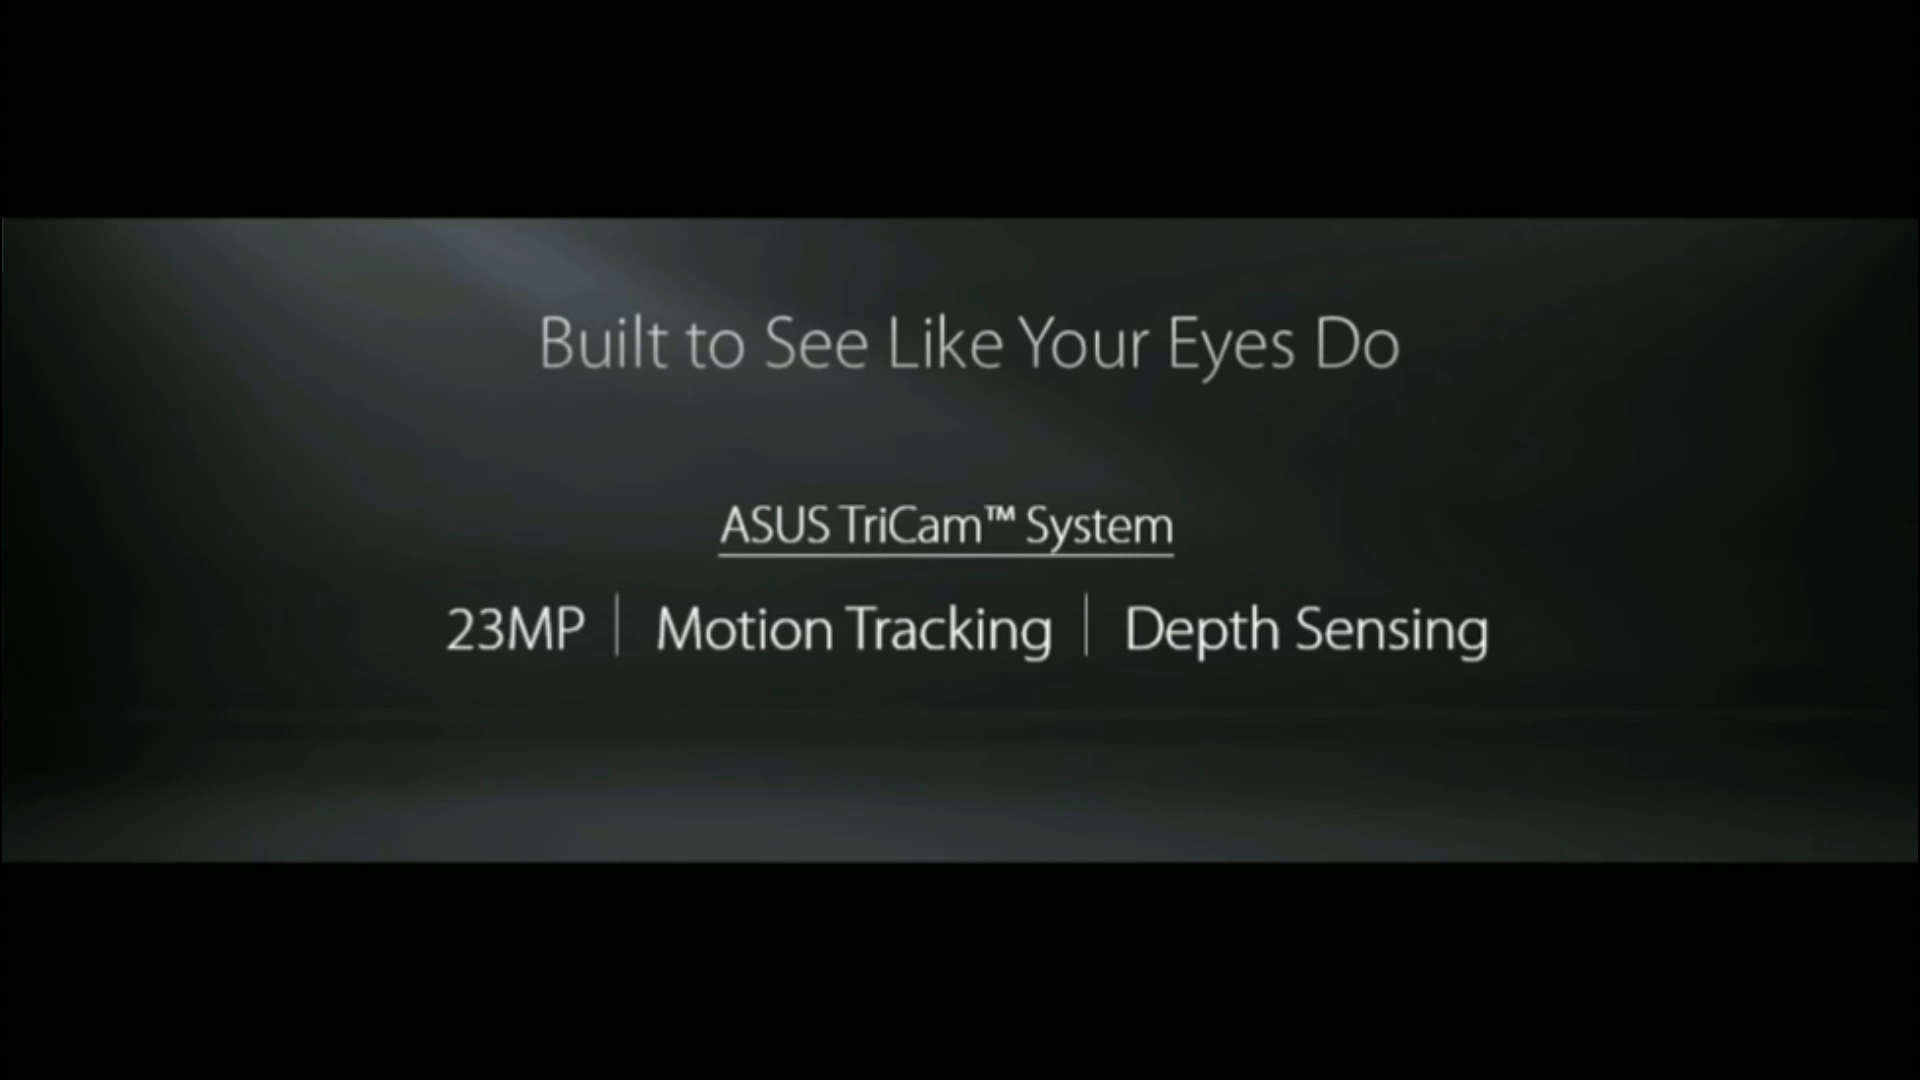 Built to See Like Your Eyes Do
ASUS TriCam™ System
23MP | Motion Tracking | Depth Sensing